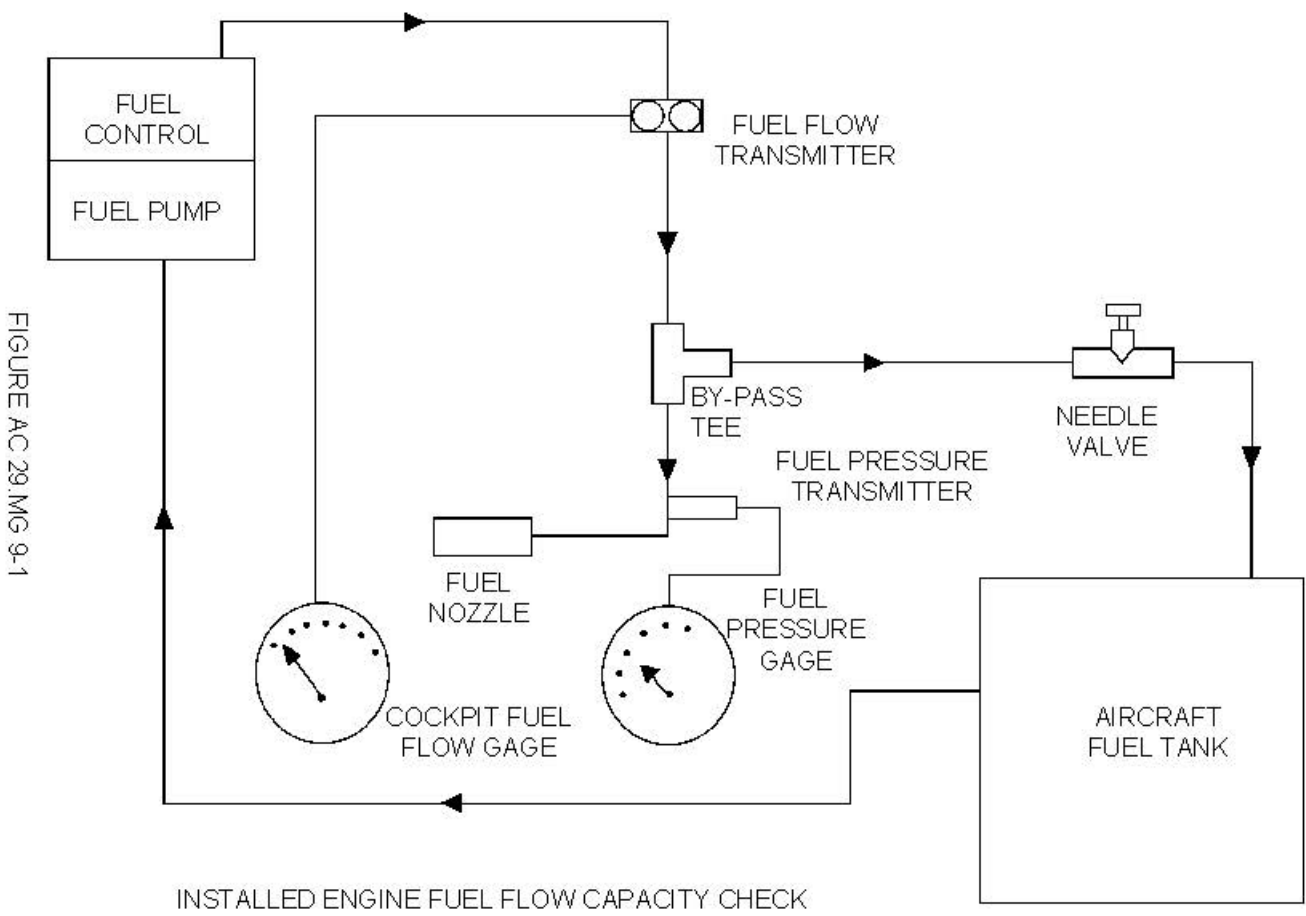 FUEL
CONTROL
FUEL PUMP
FUEL FLOW
TRANSMITTER
BY-PASS
TEE
NEEDLE
VALVE
FUEL PRESSURE
TRANSMITTER
FUEL
NOZZLE
FUEL
PRESSURE
GAGE
COCKPIT FUEL
FLOW GAGE
AIRCRAFT
FUEL TANK
FIGURE AC 29.MG 9-1
INSTALLED ENGINE FUEL FLOW CAPACITY CHECK